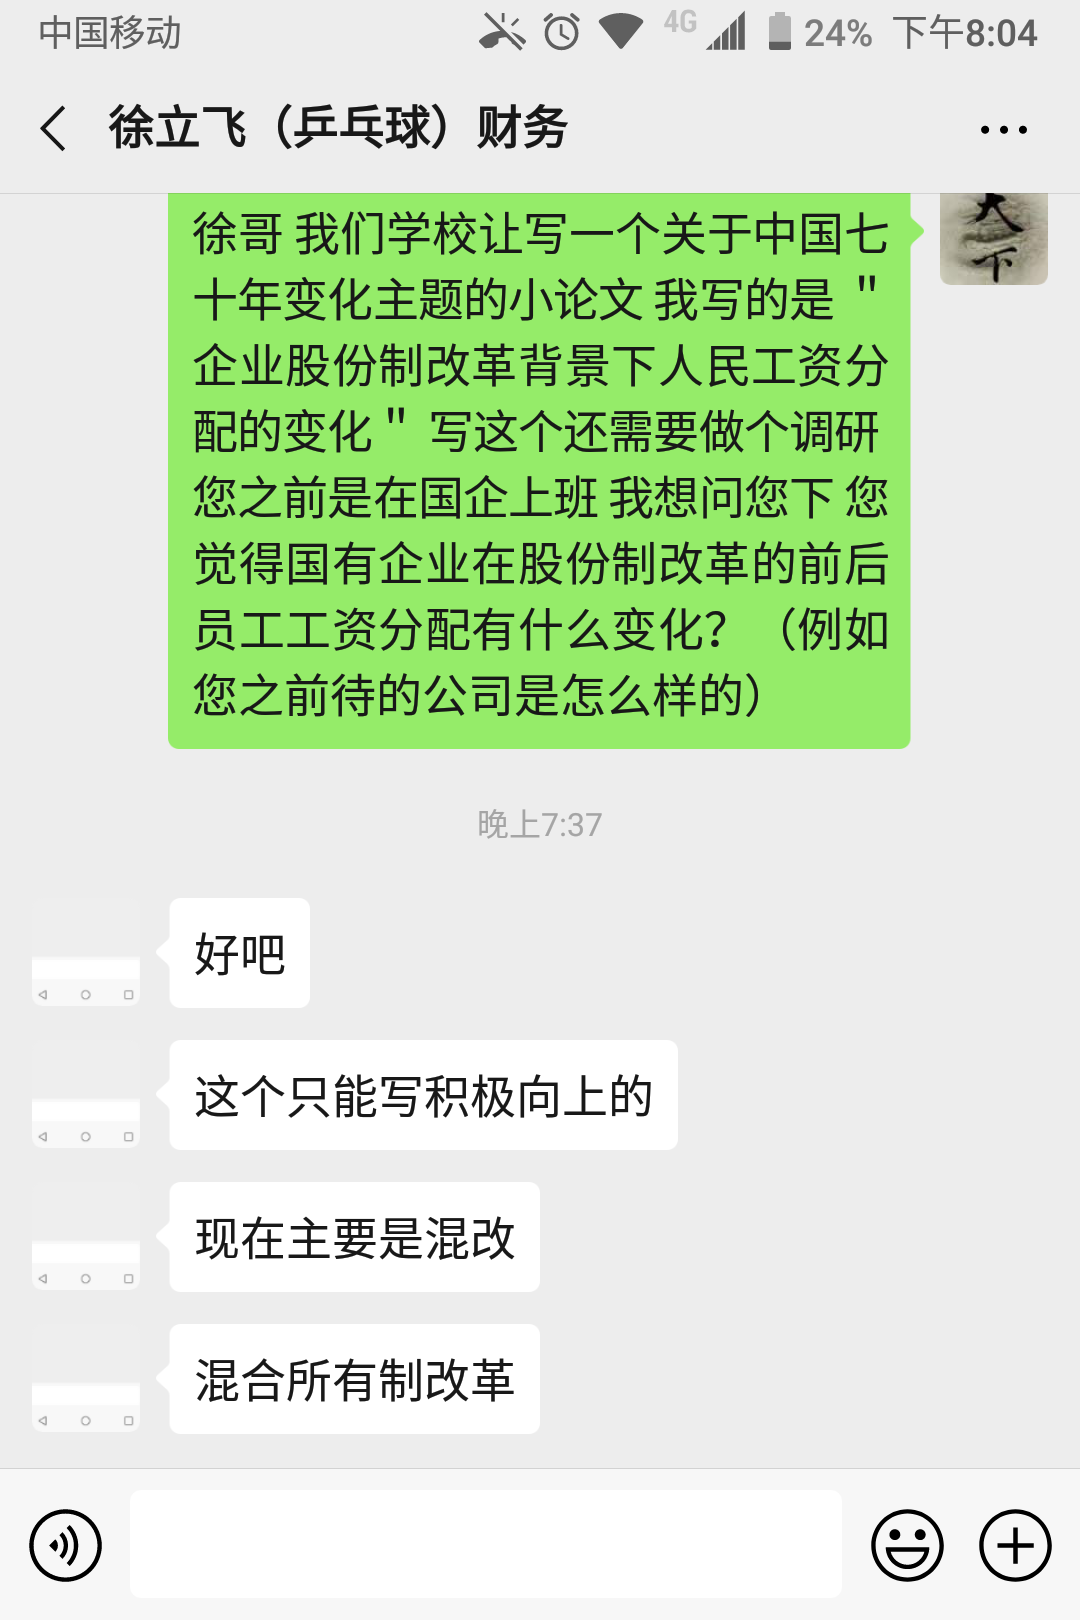 中国移动 4G 24% 下午8:04
徐立飞（乒乓球）财务
天
下
徐哥 我们学校让写一个关于中国七
十年变化主题的小论文 我写的是＂
企业股份制改革背景下人民工资分
配的变化＂ 写这个还需要做个调研
您之前是在国企上班 我想问您下 您
觉得国有企业在股份制改革的前后
员工工资分配有什么变化？（例如
您之前待的公司是怎么样的）
晚上7:37
好吧
这个只能写积极向上的
现在主要是混改
混合所有制改革